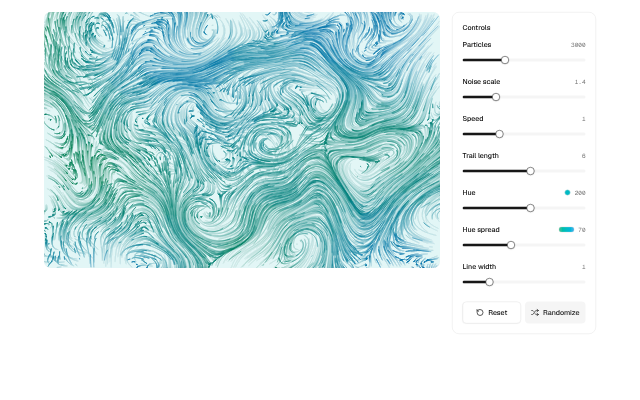 Controls
Particles 3800
Noise scale 1.4
Speed 1
Trail length 6
Hue 200
Hue spread 70
Line width 1
Reset Randomize